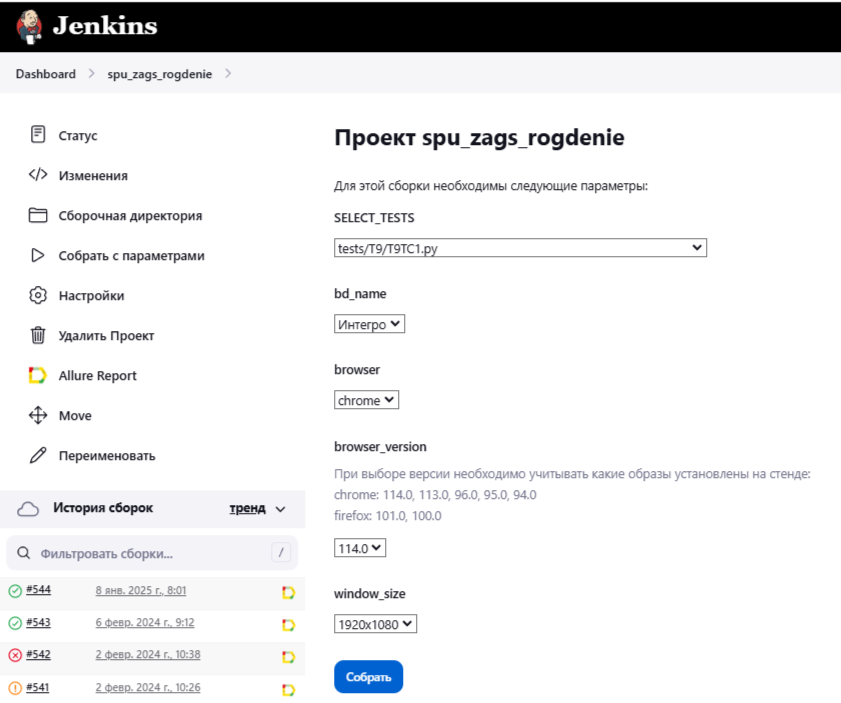 Jenkins
Dashboard
spu_zags_rogdenie
Статус
Изменения
Сборочная директория
Собрать с параметрами
Настройки
Удалить Проект
Allure Report
Move
Переименовать
История сборок
тренд
Фильтровать сборки...
/
#544 8 янв. 2025 г., 8:01
#543 6 февр. 2024 г., 9:12
#542 2 февр. 2024 г., 10:38
#541 2 февр. 2024 г., 10:26
Проект spu_zags_rogdenie
Для этой сборки необходимы следующие параметры:
SELECT_TESTS
tests/T9/T9TC1.py
bd_name
Интегро
browser
chrome
browser_version
При выборе версии необходимо учитывать какие образы установлены на стенде:
chrome: 114.0, 113.0, 96.0, 95.0, 94.0
firefox: 101.0, 100.0
114.0
window_size
1920x1080
Собрать